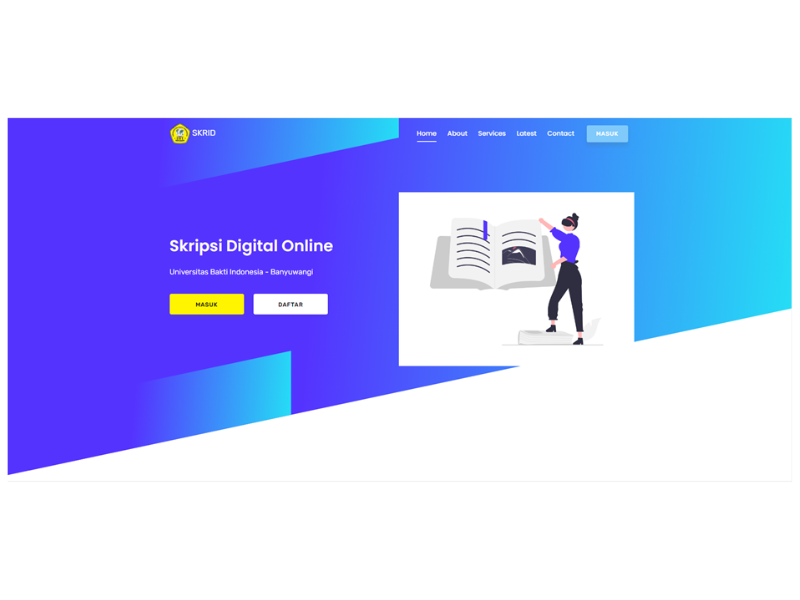 SKRID
Home About Services Latest Contact MASUK
Skripsi Digital Online
Universitas Bakti Indonesia - Banyuwangi
MASUK DAFTAR